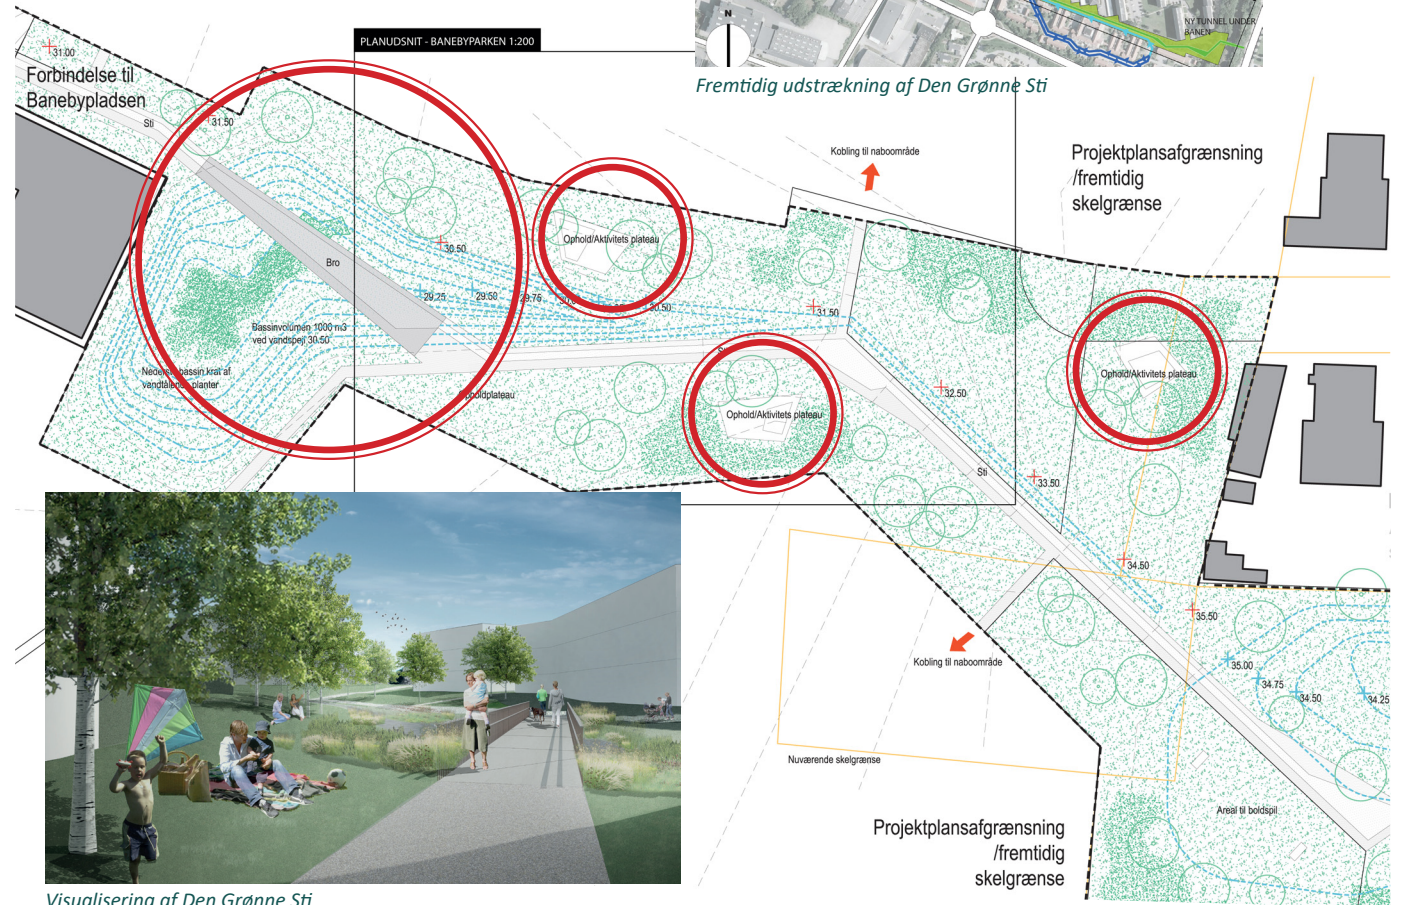 PLANUDSNIT - BANEBYPARKEN 1:200
N
NY TUNNEL UNDER
BANEN
Fremtidig udstrækning af Den Grønne Sti
31.00
Forbindelse til
Banebypladsen
Sti
31.50
Kobling til naboområde
Projektplansafgrænsning
/fremtidig
skelgrænse
Ophold/Aktivitets plateau
30.50
Bro
29.25
29.50
29.75
30.50
31.50
Bassinvolumen 1000 m3
ved vandspejl 30.50
Ophold/Aktivitets plateau
Nederste bassin krat af
vandtålende planter
Opholdplateau
32.50
Ophold/Aktivitets plateau
Sti
33.50
34.50
35.50
Kobling til naboområde
35.00
34.75
34.50
34.25
Nuværende skelgrænse
Areal til boldspil
Projektplansafgrænsning
/fremtidig
skelgrænse
Visualisering af Den Grønne Sti